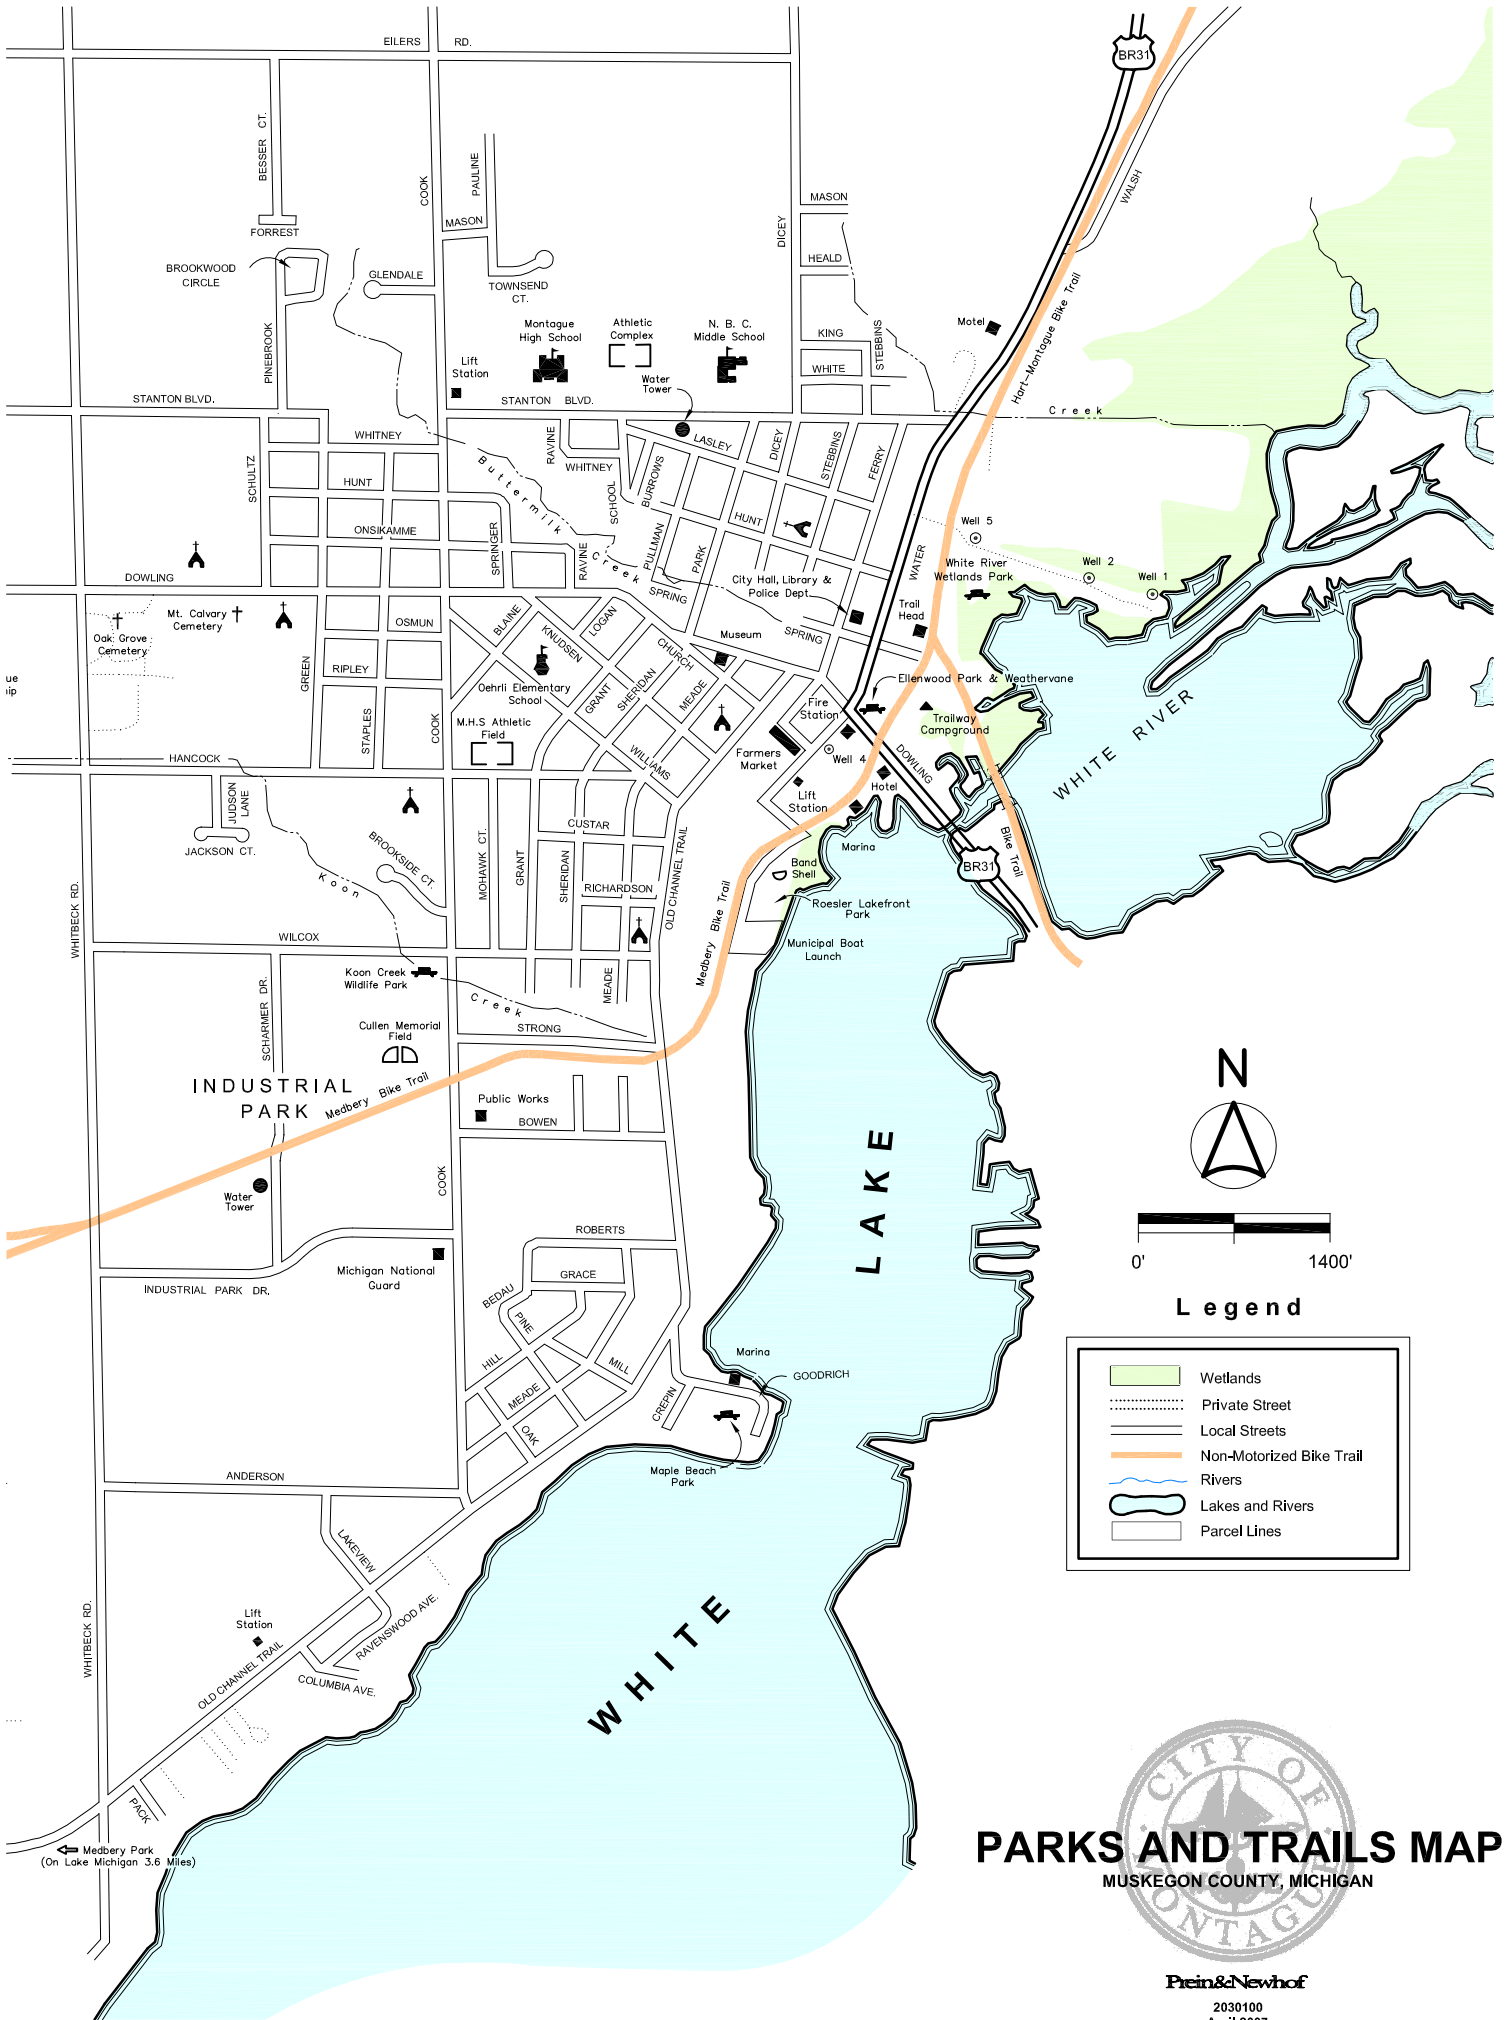 EILERS RD.
BR31
BESSER CT.
COOK
PAULINE
MASON
DICEY
MASON
WALSH
FORREST
BROOKWOOD
CIRCLE
GLENDALE
TOWNSEND
CT.
HEALD
PINEBROOK
Lift
Station
Montague
High School
Athletic
Complex
N. B. C.
Middle School
Water
Tower
KING
STEBBINS
WHITE
Motel
Hart-Montague Bike Trail
STANTON BLVD.
STANTON BLVD.
Creek
WHITNEY
RAVINE
WHITNEY
LASLEY
DICEY
STEBBINS
FERRY
SCHULTZ
HUNT
Buttermilk
SCHOOL
BURROWS
HUNT
ONSIKAMME
SPRINGER
RAVINE
Creek
PULLMAN
PARK
WATER
Well 5
Well 2
Well 1
White River
Wetlands Park
DOWLING
City Hall, Library &
Police Dept.
SPRING
SPRING
Trail
Head
Mt. Calvary
Cemetery
Oak Grove
Cemetery
OSMUN
BLAINE
KNUDSEN
LOGAN
CHURCH
Museum
ue
ip
GREEN
RIPLEY
Oehrli Elementary
School
GRANT
SHERIDAN
MEADE
Ellenwood Park & Weathervane
Fire
Station
Trailway
Campground
WHITE RIVER
STAPLES
COOK
M.H.S Athletic
Field
WILLIAMS
Farmers
Market
Well 4
DOWLING
HANCOCK
JUDSON
LANE
JACKSON CT.
Lift
Station
Hotel
CUSTAR
OLD CHANNEL TRAIL
Marina
Bike Trail
BR31
BROOKSIDE CT.
Koon
MOHAWK CT.
GRANT
SHERIDAN
RICHARDSON
Band
Shell
Roesler Lakefront
Park
Medbery Bike Trail
Municipal Boat
Launch
WHITBECK RD.
WILCOX
Koon Creek
Wildlife Park
MEADE
Creek
STRONG
SCHARMER DR.
Cullen Memorial
Field
INDUSTRIAL
PARK
Medbery Bike Trail
Public Works
BOWEN
N
LAKE
COOK
Water
Tower
ROBERTS
0' 1400'
Michigan National
Guard
INDUSTRIAL PARK DR.
BEDAU
GRACE
PINE
Legend
HILL
MILL
Marina
GOODRICH
MEADE
CREPIN
OAK
Maple Beach
Park
Wetlands
Private Street
Local Streets
Non-Motorized Bike Trail
Rivers
Lakes and Rivers
Parcel Lines
ANDERSON
LAKEVIEW
WHITE
WHITBECK RD.
Lift
Station
RAVENSWOOD AVE.
OLD CHANNEL TRAIL
COLUMBIA AVE.
PACK
Medbery Park
(On Lake Michigan 3.6 Miles)
CITY OF
MONTAGUE
PARKS AND TRAILS MAP
MUSKEGON COUNTY, MICHIGAN
Prein&Newhof
2030100